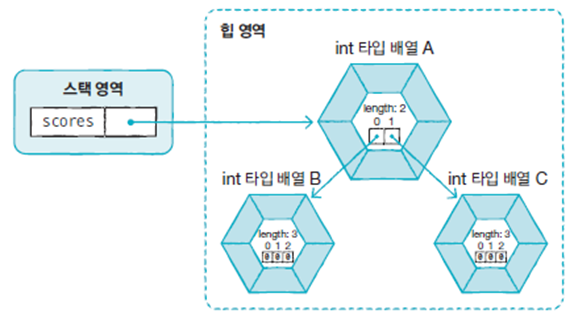 힙 영역
int 타입 배열 A
스택 영역
scores
length: 2
0 1
int 타입 배열 B
int 타입 배열 C
length: 3
0 1 2
0 0 0
length: 3
0 1 2
0 0 0